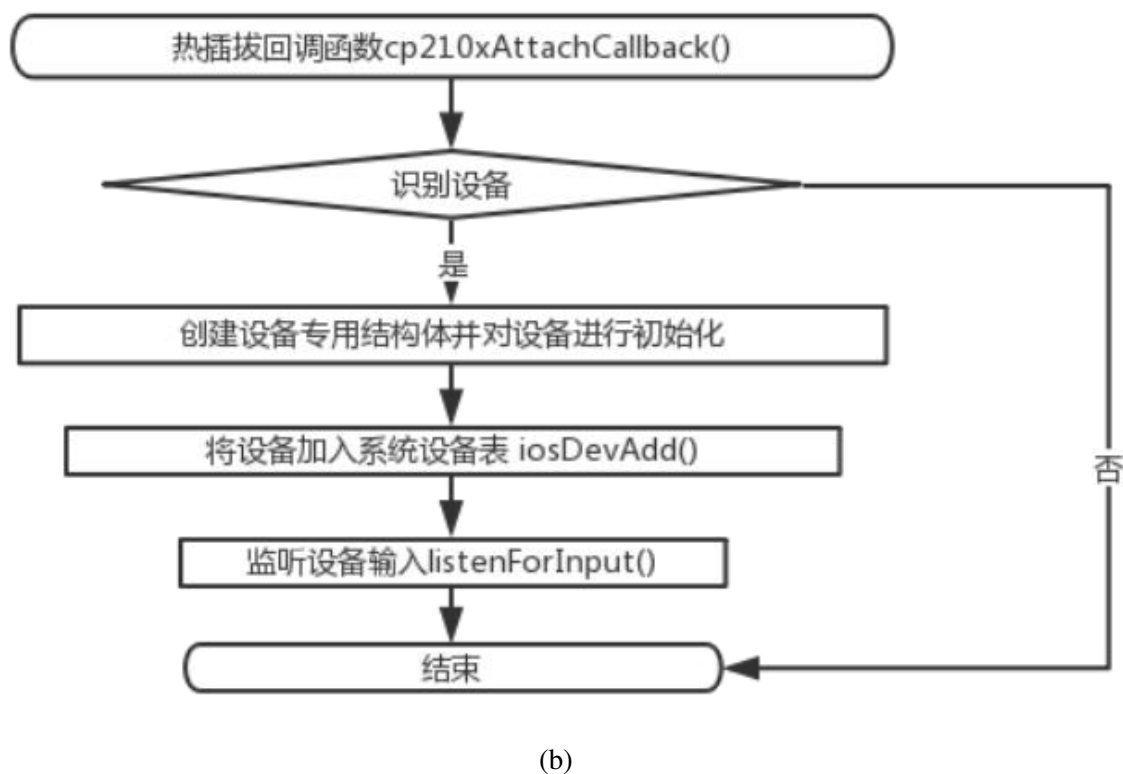 热插拔回调函数cp210xAttachCallback()
识别设备
是
创建设备专用结构体并对设备进行初始化
将设备加入系统设备表 iosDevAdd()
否
监听设备输入listenForInput()
结束
(b)